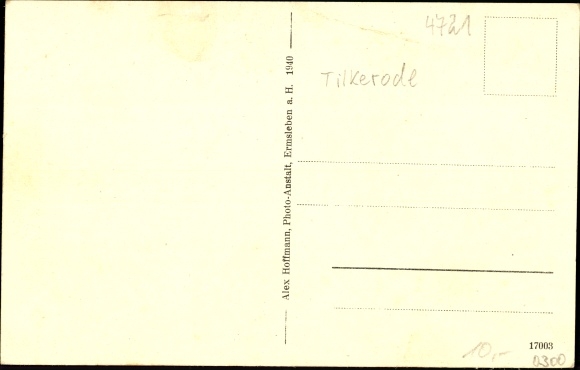 4721
Tilkerode
Alex Hoffmann, Photo-Anstalt, Ermsleben a. H. 1940
17003
10,-
0300